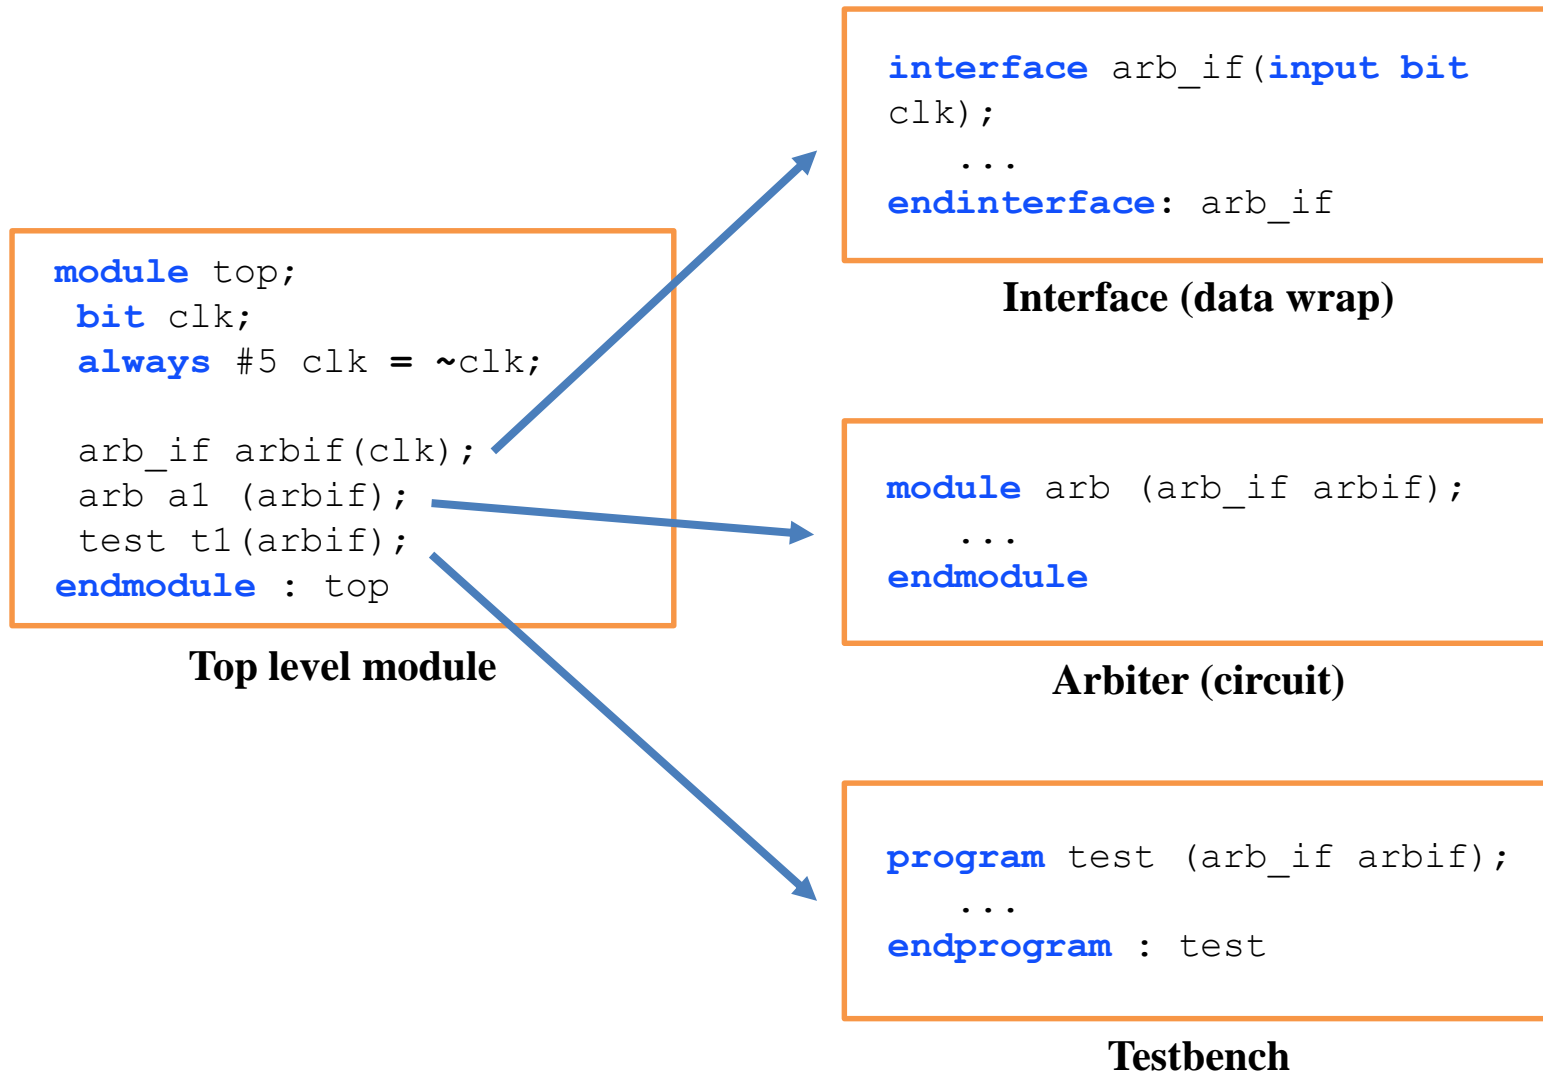 module top;
bit clk;
always #5 clk = ~clk;
arb_if arbif(clk);
arb a1 (arbif);
test t1(arbif);
endmodule : top
Top level module
interface arb_if(input bit
clk);
...
endinterface: arb_if
Interface (data wrap)
module arb (arb_if arbif);
...
endmodule
Arbiter (circuit)
program test (arb_if arbif);
...
endprogram : test
Testbench